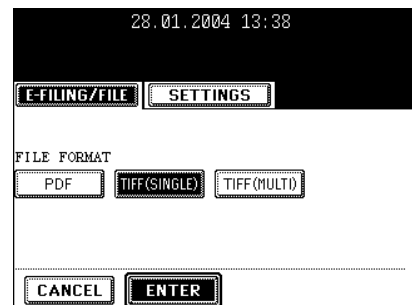 28.01.2004 13:38
E-FILING/FILE SETTINGS
FILE FORMAT
PDF TIFF(SINGLE) TIFF(MULTI)
CANCEL ENTER